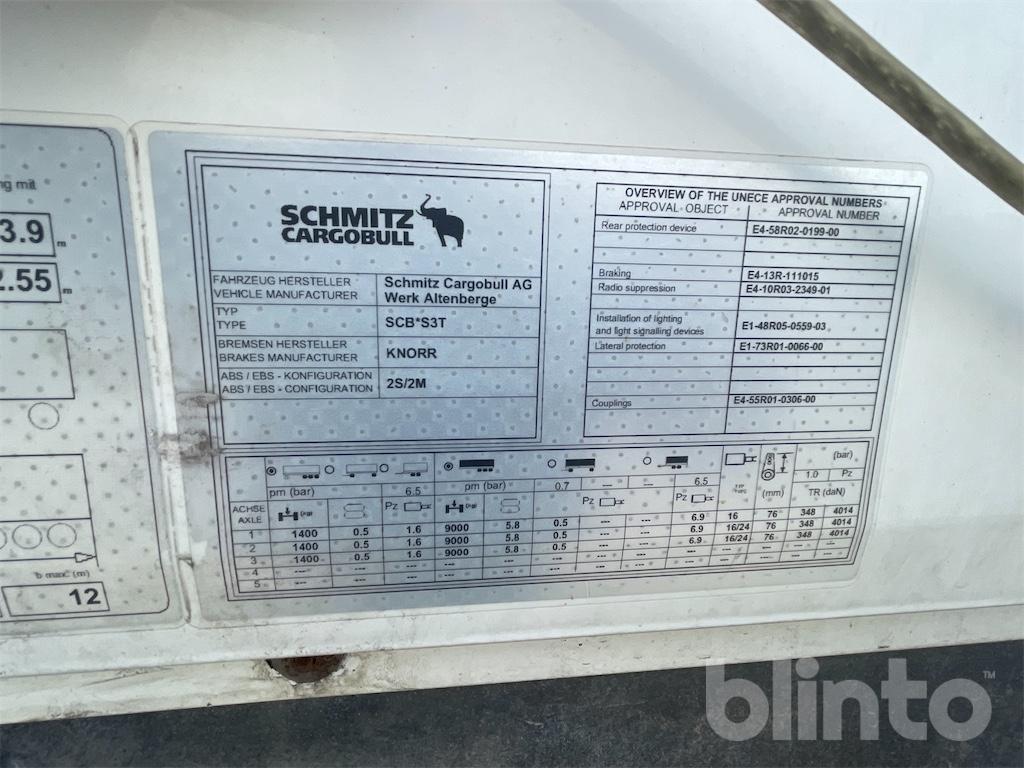 ng mit
3.9 m
2.55 m
b maxC (m)
12
SCHMITZ
CARGOBULL
FAHRZEUG HERSTELLER
VEHICLE MANUFACTURER
Schmitz Cargobull AG
Werk Altenberge
TYP
TYPE
SCB*S3T
BREMSEN HERSTELLER
BRAKES MANUFACTURER
KNORR
ABS / EBS - KONFIGURATION
ABS / EBS - CONFIGURATION
2S/2M
OVERVIEW OF THE UNECE APPROVAL NUMBERS
APPROVAL OBJECT APPROVAL NUMBER
Rear protection device E4-58R02-0199-00
Braking E4-13R-111015
Radio suppression E4-10R03-2349-01
Installation of lighting
and light signalling devices E1-48R05-0559-03
Lateral protection E1-73R01-0066-00
Couplings E4-55R01-0306-00
(bar)
pm (bar) 6.5 pm (bar) 0.7 --- --- 6.5 1.0 Pz
ACHSE
AXLE
(kg) Pz (kg) Pz Pz TYP TYPE (mm) TR (daN)
1 1400 0.5 1.6 9000 5.8 0.5 --- --- 6.9 16 76 348 4014
2 1400 0.5 1.6 9000 5.8 0.5 --- --- 6.9 16/24 76 348 4014
3 1400 0.5 1.6 9000 5.8 0.5 --- --- 6.9 16/24 76 348 4014
4 --- --- --- --- --- --- --- --- --- --- --- --- ---
5 --- --- --- --- --- --- --- --- --- --- --- --- ---
blinto™